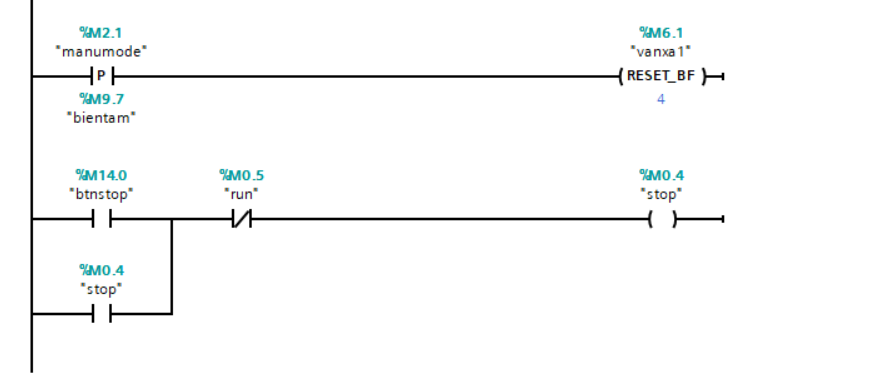 %M2.1
"manumode"
P
%M9.7
"bientam"
%M6.1
"vanxa1"
RESET_BF
4
%M14.0
"btnstop"
%M0.5
"run"
%M0.4
"stop"
%M0.4
"stop"